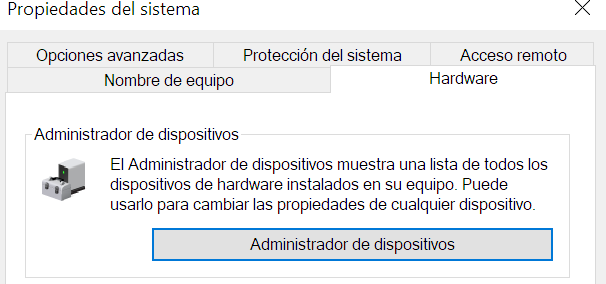 Propiedades del sistema
Opciones avanzadas
Protección del sistema
Acceso remoto
Nombre de equipo
Hardware
Administrador de dispositivos
El Administrador de dispositivos muestra una lista de todos los
dispositivos de hardware instalados en su equipo. Puede
usarlo para cambiar las propiedades de cualquier dispositivo.
Administrador de dispositivos